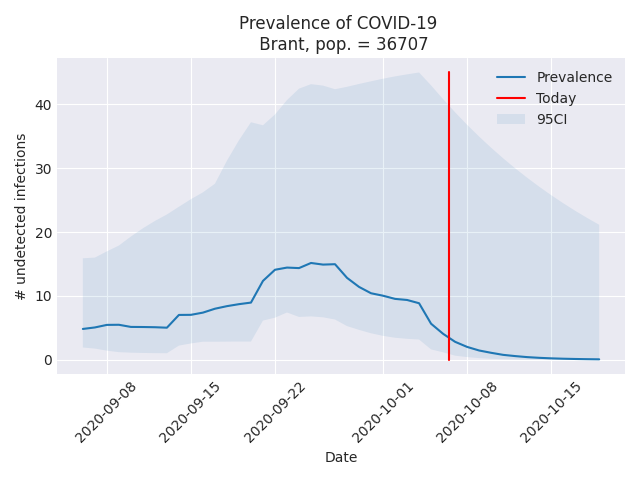 Prevalence of COVID-19
Brant, pop. = 36707
# undetected infections
40
30
20
10
0
Prevalence
Today
95CI
2020-09-08
2020-09-15
2020-09-22
2020-10-01
2020-10-08
2020-10-15
Date